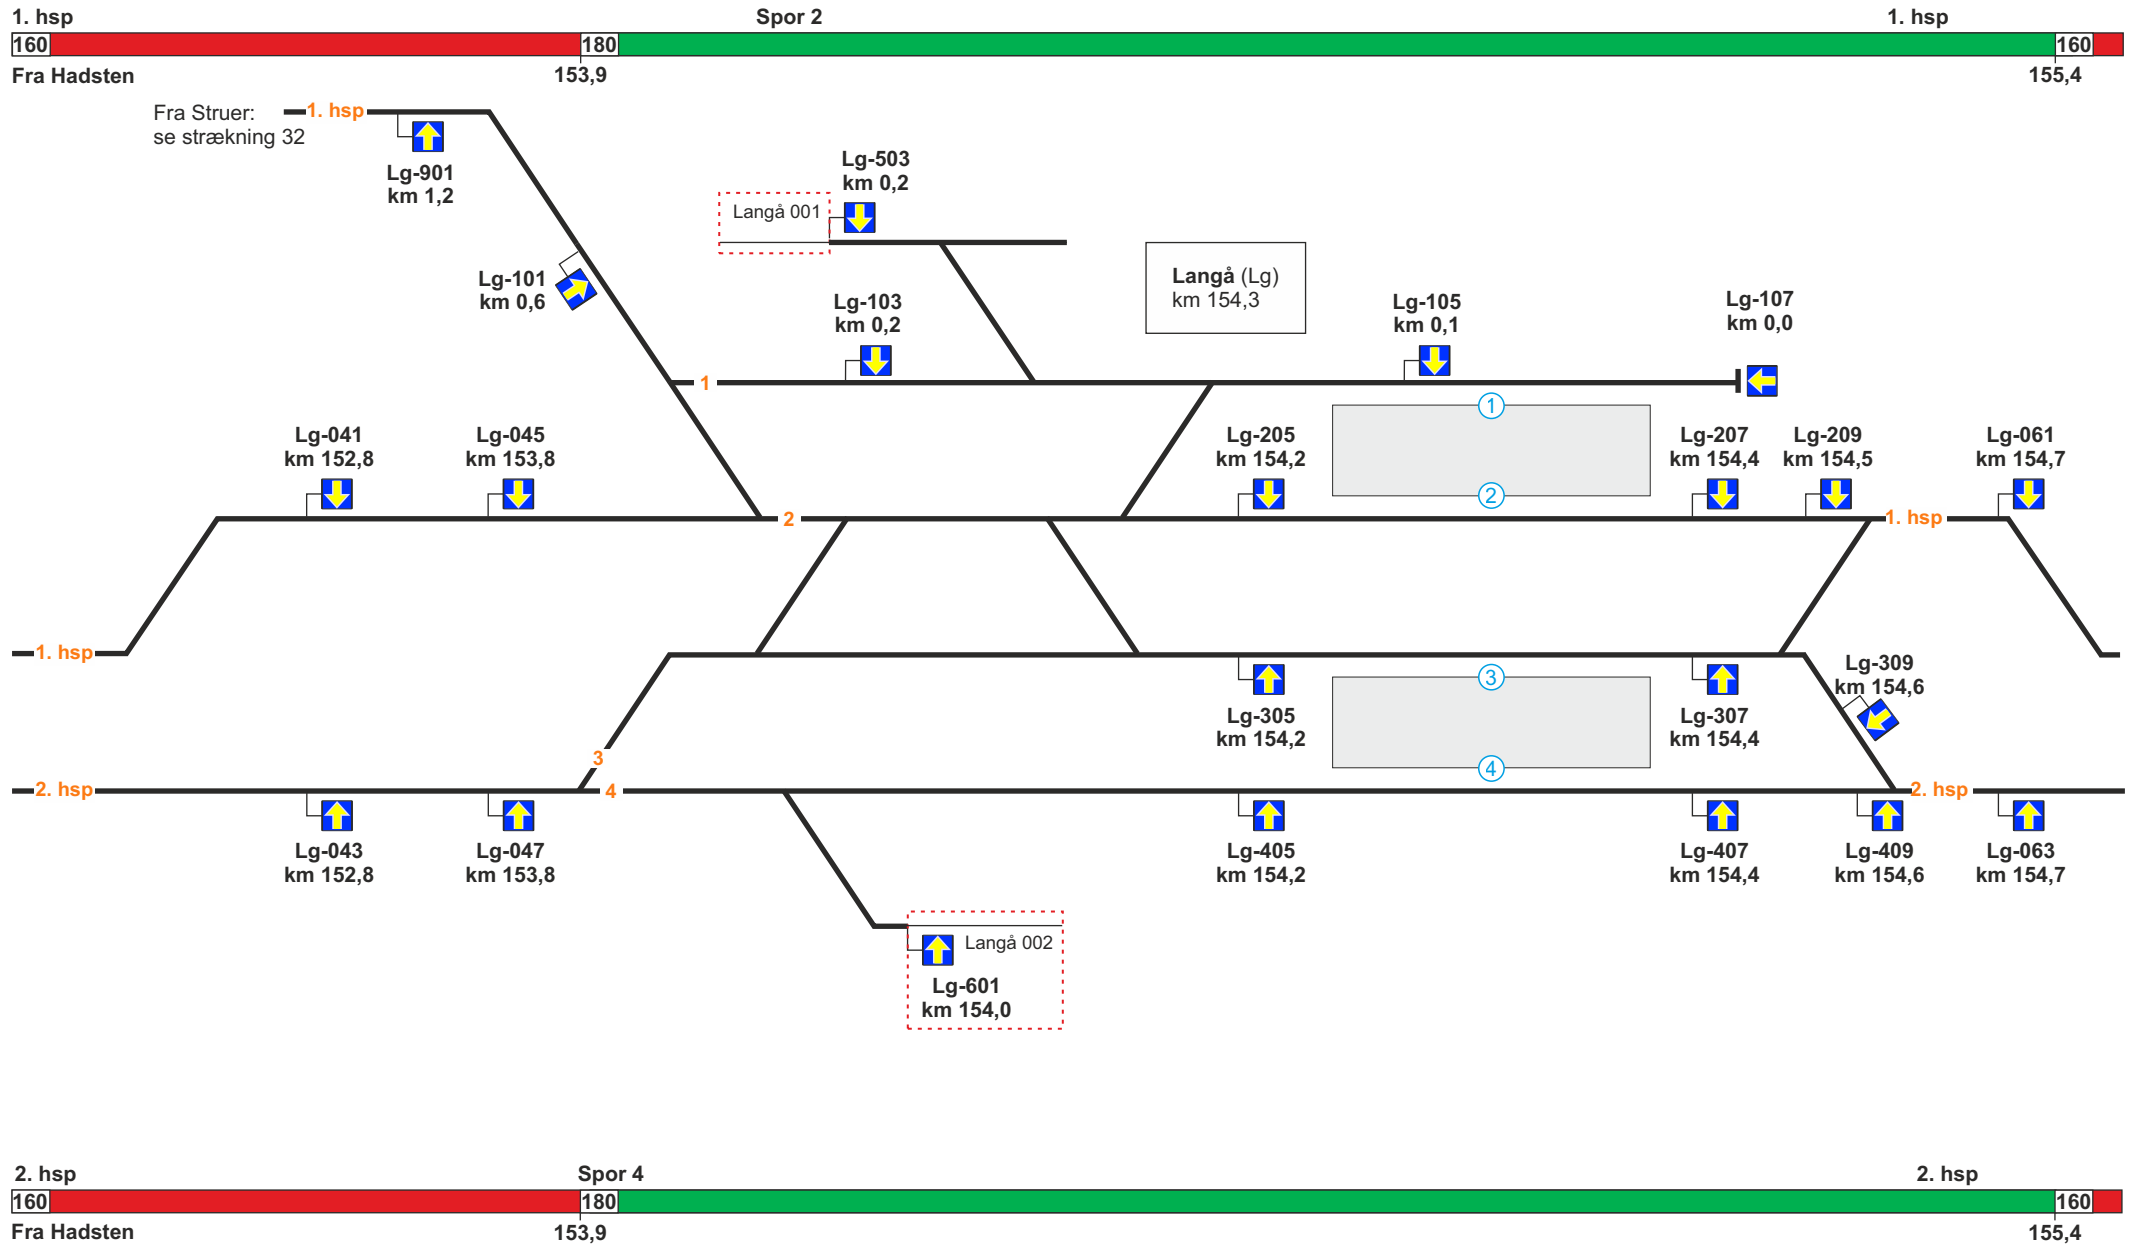 1. hsp
Spor 2
1. hsp
160
180
160
Fra Hadsten
153,9
155,4
Fra Struer:
se strækning 32
1. hsp
Lg-901
km 1,2
Lg-503
km 0,2
Langå 001
Lg-101
km 0,6
Lg-103
km 0,2
Langå (Lg)
km 154,3
Lg-105
km 0,1
Lg-107
km 0,0
1
1
Lg-041
km 152,8
Lg-045
km 153,8
Lg-205
km 154,2
Lg-207
km 154,4
Lg-209
km 154,5
Lg-061
km 154,7
2
2
1. hsp
1. hsp
3
Lg-305
km 154,2
Lg-307
km 154,4
Lg-309
km 154,6
3
4
2. hsp
4
2. hsp
Lg-043
km 152,8
Lg-047
km 153,8
Lg-405
km 154,2
Lg-407
km 154,4
Lg-409
km 154,6
Lg-063
km 154,7
Langå 002
Lg-601
km 154,0
2. hsp
Spor 4
2. hsp
160
180
160
Fra Hadsten
153,9
155,4